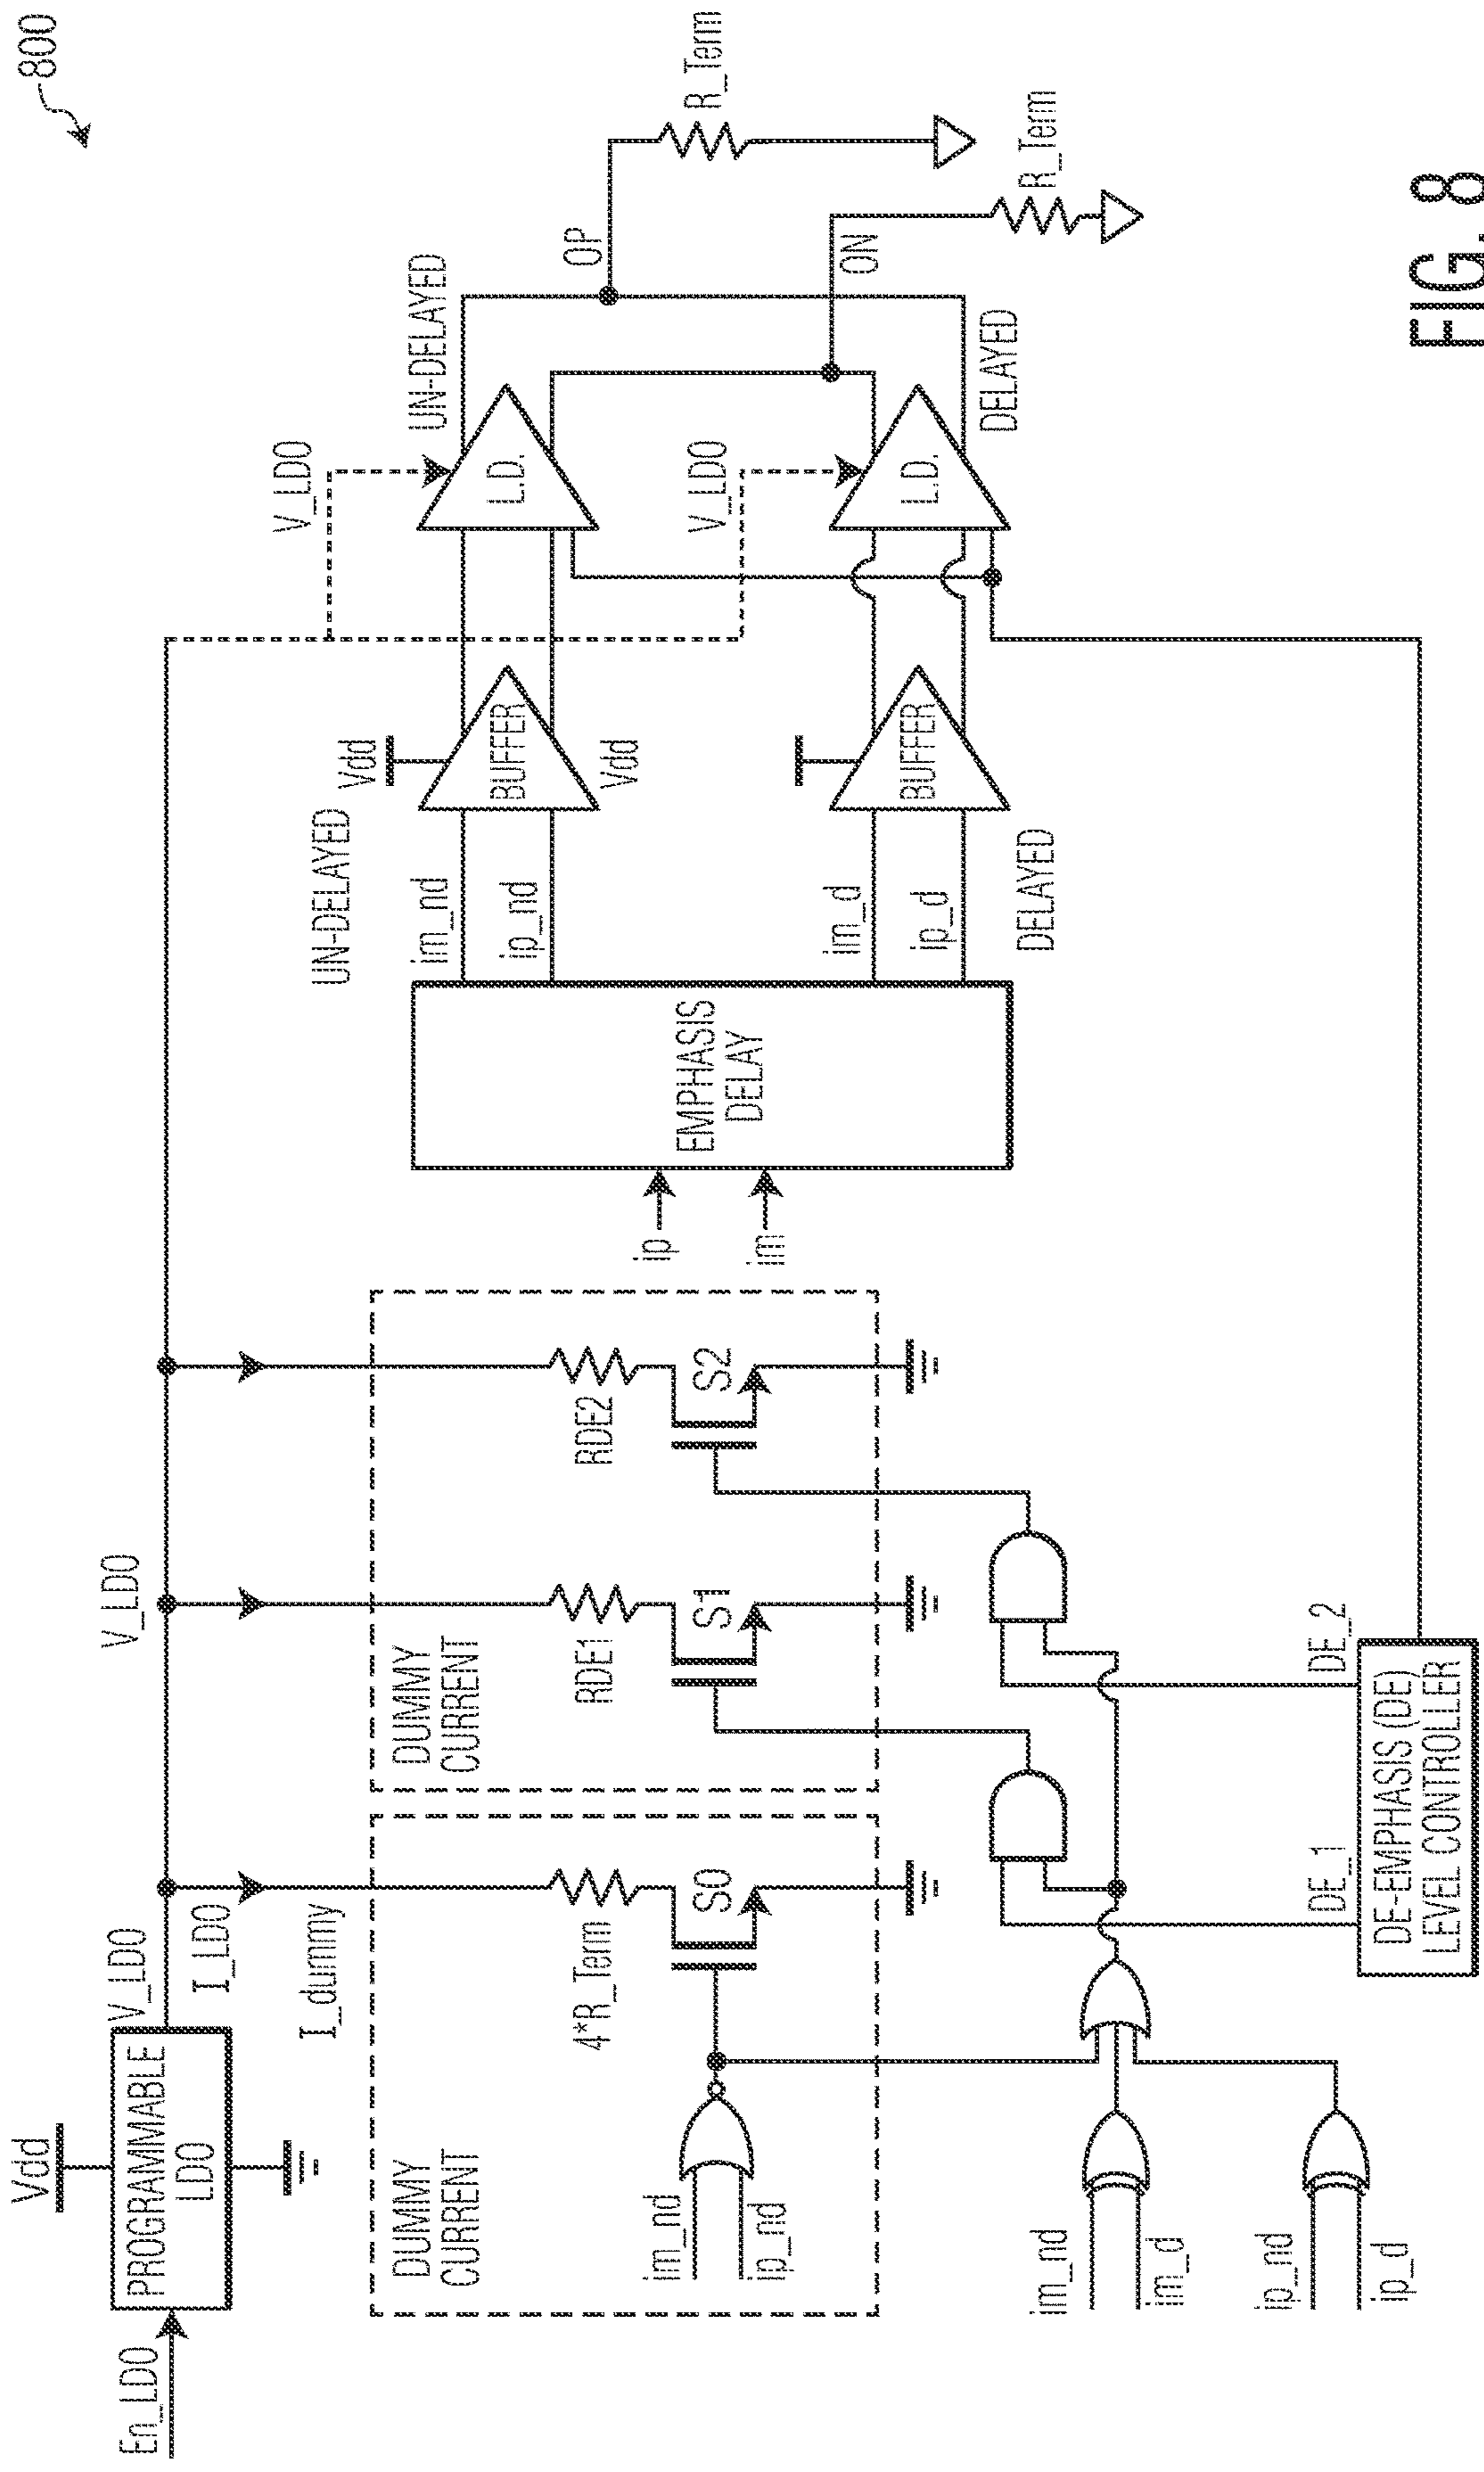 800
Vdd
En_LDO
PROGRAMMABLE
LDO
V_LDO
I_LDO
I_dummy
V_LDO
DUMMY
CURRENT
4*R_Term
S0
im_nd
ip_nd
DUMMY
CURRENT
RDE1
S1
RDE2
S2
im_nd
im_d
ip_nd
ip_d
DE_1
DE_2
DE-EMPHASIS (DE)
LEVEL CONTROLLER
ip
im
EMPHASIS
DELAY
UN-DELAYED
im_nd
ip_nd
im_d
ip_d
DELAYED
Vdd
BUFFER
Vdd
BUFFER
V_LDO
V_LDO
L.D.
L.D.
UN-DELAYED
DELAYED
OP
ON
R_Term
R_Term
FIG. 8